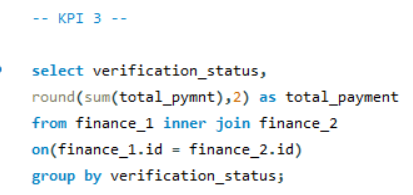 -- KPI 3 --
select verification_status,
round(sum(total_pymnt),2) as total_payment
from finance_1 inner join finance_2
on(finance_1.id = finance_2.id)
group by verification_status;